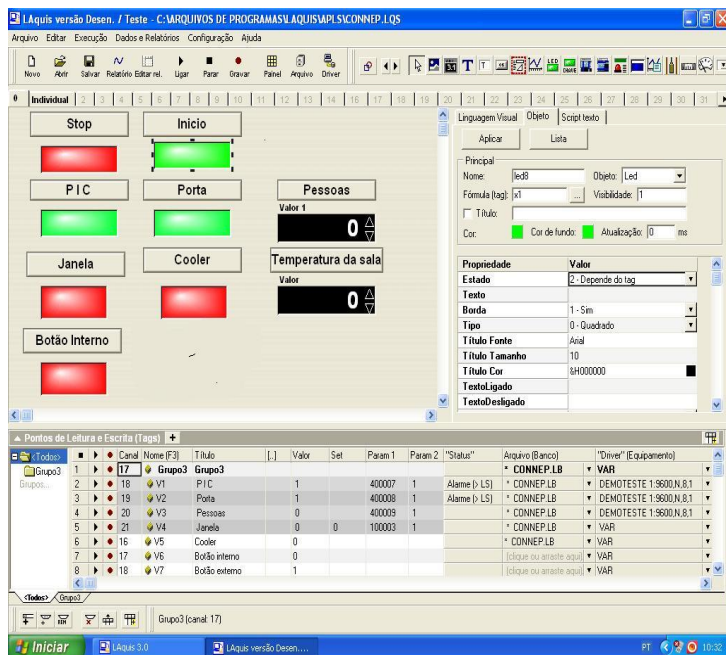 LAquis versão Desen. / Teste - C:\ARQUIVOS DE PROGRAMAS\LAQUIS\APLS\CONNEP.LQS
Arquivo Editar Execução Dados e Relatórios Configuração Ajuda
Novo Abrir Salvar Relatório Editar rel. Ligar Parar Gravar Painel Arquivo Driver
0 Individual 2 3 4 5 6 7 8 9 10 11 12 13 14 15 16 17 18 19 20 21 22 23 24 25 26 27 28 29 30 31
Linguagem Visual Objeto Script texto
Stop Inicio
Aplicar Lista
Principal
Nome: led8 Objeto: Led
P I C Porta Pessoas
Fórmula (tag): x1 ... Visibilidade: 1
Valor 1
Título:
0
Cor: Cor de fundo: Atualização: 0 ms
Janela Cooler Temperatura da sala
Valor
0
Botão Interno
Propriedade Valor
Estado 2 - Depende do tag
Texto
Borda 1 - Sim
Tipo 0 - Quadrado
Título Fonte Arial
Título Tamanho 10
Título Cor &H000000
TextoLigado
TextoDesligado
Pontos de Leitura e Escrita (Tags) +
<Todos> Canal Nome (F3) Título [..] Valor Set Param 1 Param 2 "Status" Arquivo (Banco) "Driver" (Equipamento)
Grupo3 1 17 Grupo3 Grupo3 * CONNEP.LB VAR
Grupos... 2 18 V1 P I C 1 400007 1 Alarme (> LS) * CONNEP.LB DEMOTESTE 1:9600,N,8,1
3 19 V2 Porta 1 400008 1 Alarme (> LS) * CONNEP.LB DEMOTESTE 1:9600,N,8,1
4 20 V3 Pessoas 0 400009 1 * CONNEP.LB DEMOTESTE 1:9600,N,8,1
5 21 V4 Janela 0 0 100003 1 * CONNEP.LB VAR
6 16 V5 Cooler 0 * CONNEP.LB VAR
7 17 V6 Botão interno 0 (clique ou arraste aqui) VAR
8 18 V7 Botão externo 1 (clique ou arraste aqui) VAR
<Todos> Grupo3
Grupo3 (canal: 17)
Iniciar LAquis 3.0 LAquis versão Desen.... PT 10:32